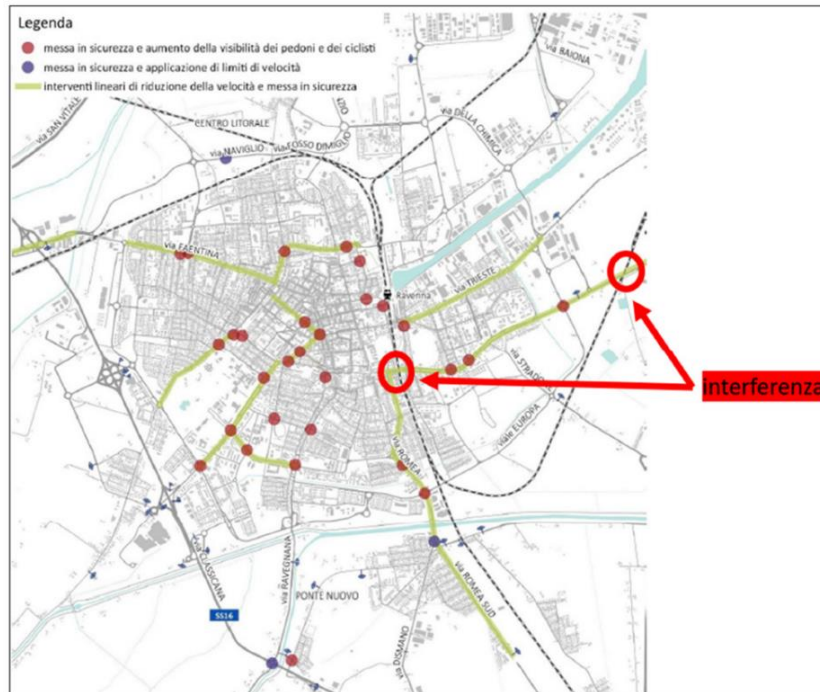 Legenda
messa in sicurezza e aumento della visibilità dei pedoni e dei ciclisti
messa in sicurezza e applicazione di limiti di velocità
interventi lineari di riduzione della velocità e messa in sicurezza
via BAIONA
via SAN VITALE
CENTRO LITORALE
via DELLA CHIMICA
via NAVIGLIO
via FOSSO DIMIGLIO
via FAENTINA
via TRIESTE
Ravenna
interferenza
viale EUROPA
via ROMEA
via CLASSICANA
via RAVEGNANA
PONTE NUOVO
via ROMEA SUD
SS16
via DISMANO